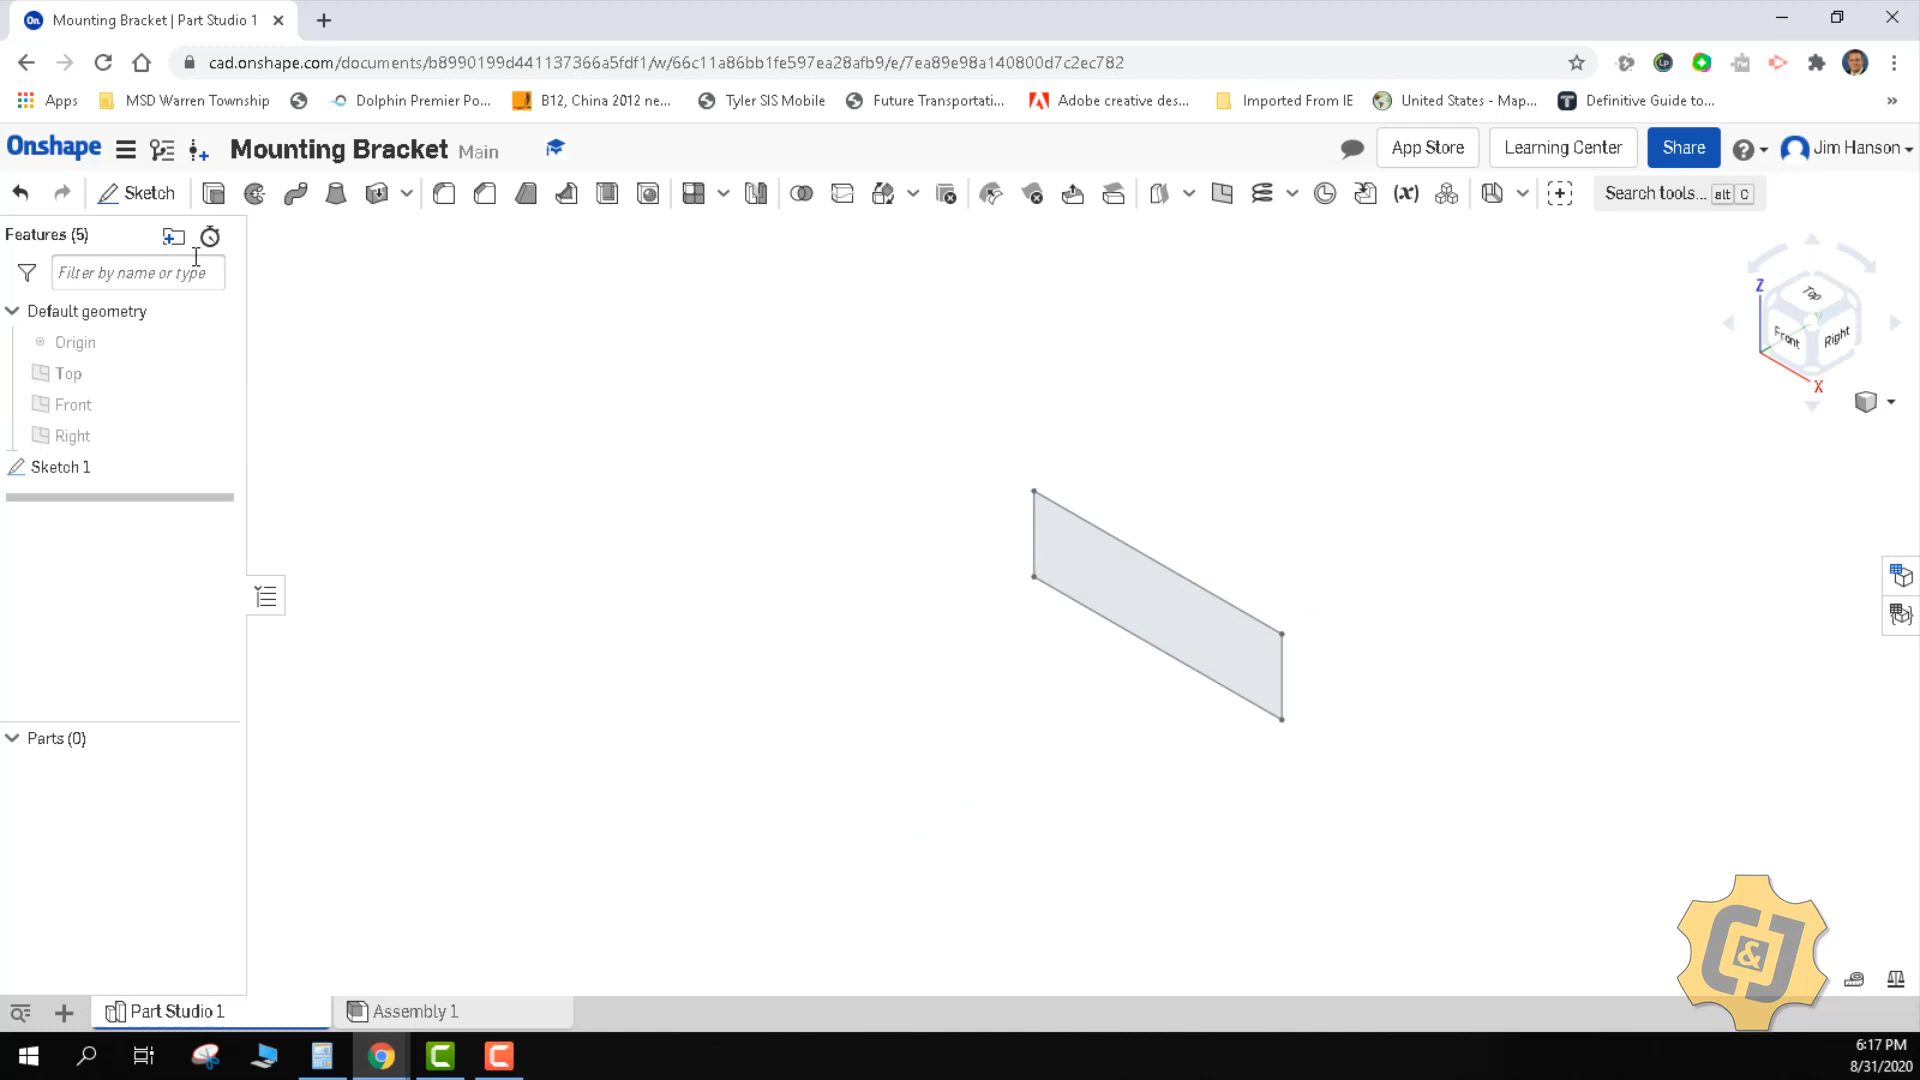 Mounting Bracket | Part Studio 1
cad.onshape.com/documents/b8990199d441137366a5fdf1/w/66c11a86bb1fe597ea28afb9/e/7ea89e98a140800d7c2ec782
Apps MSD Warren Township Dolphin Premier Po... B12, China 2012 ne... Tyler SIS Mobile Future Transportati... Adobe creative des... Imported From IE United States - Map... Definitive Guide to... »
Onshape Mounting Bracket Main App Store Learning Center Share Jim Hanson
Sketch (x) Search tools... alt C
Features (5)
Filter by name or type
Default geometry
Origin
Top
Front
Right
Sketch 1
Parts (0)
Z
Top
Front
Right
X
&
Part Studio 1 Assembly 1
6:17 PM
8/31/2020